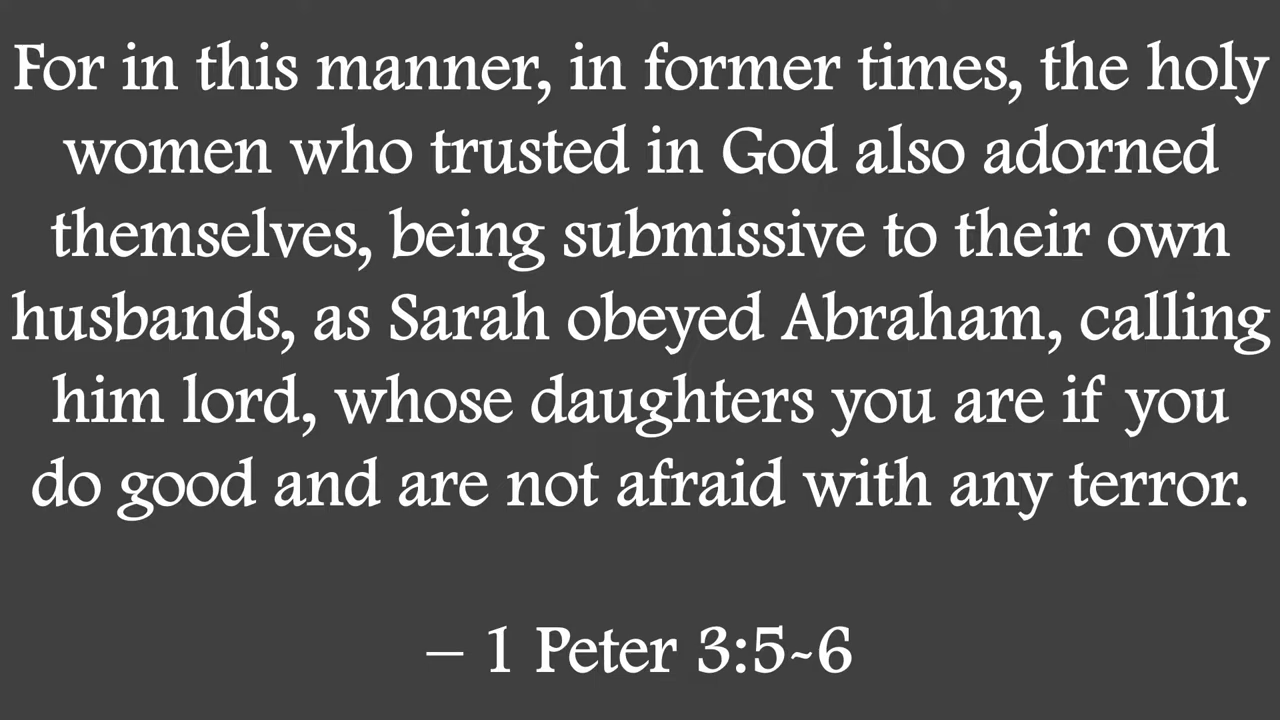 For in this manner, in former times, the holy
women who trusted in God also adorned
themselves, being submissive to their own
husbands, as Sarah obeyed Abraham, calling
him lord, whose daughters you are if you
do good and are not afraid with any terror.
– 1 Peter 3:5~6